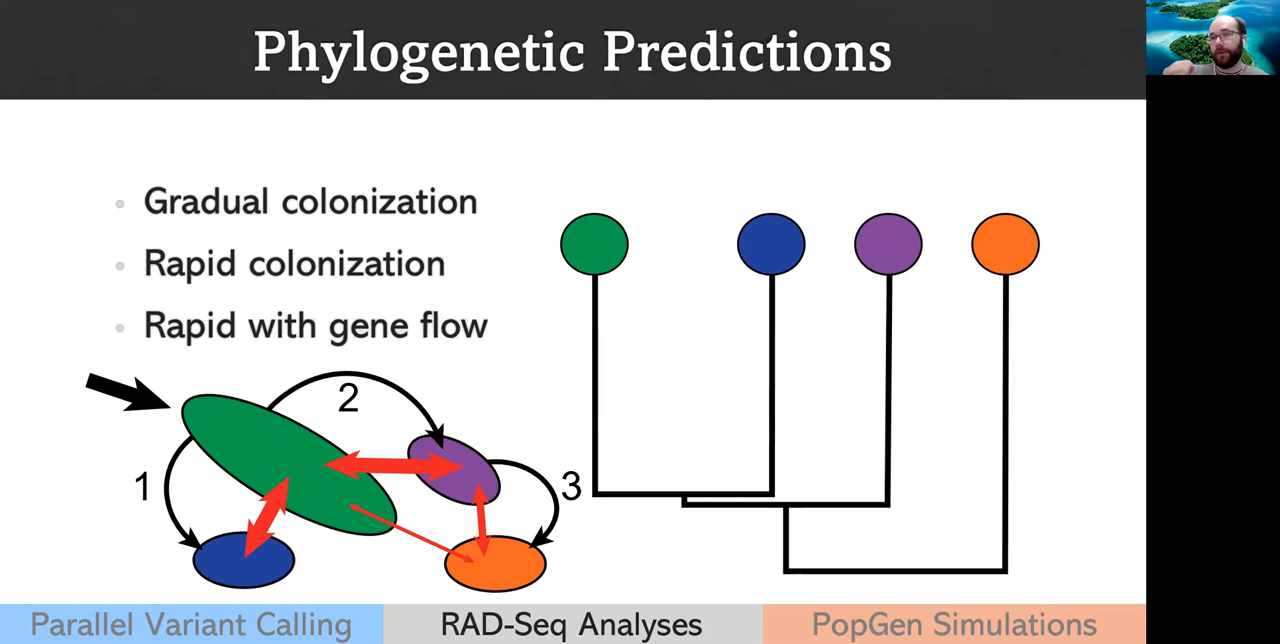 Phylogenetic Predictions
Gradual colonization
Rapid colonization
Rapid with gene flow
2
1
3
Parallel Variant Calling
RAD-Seq Analyses
PopGen Simulations